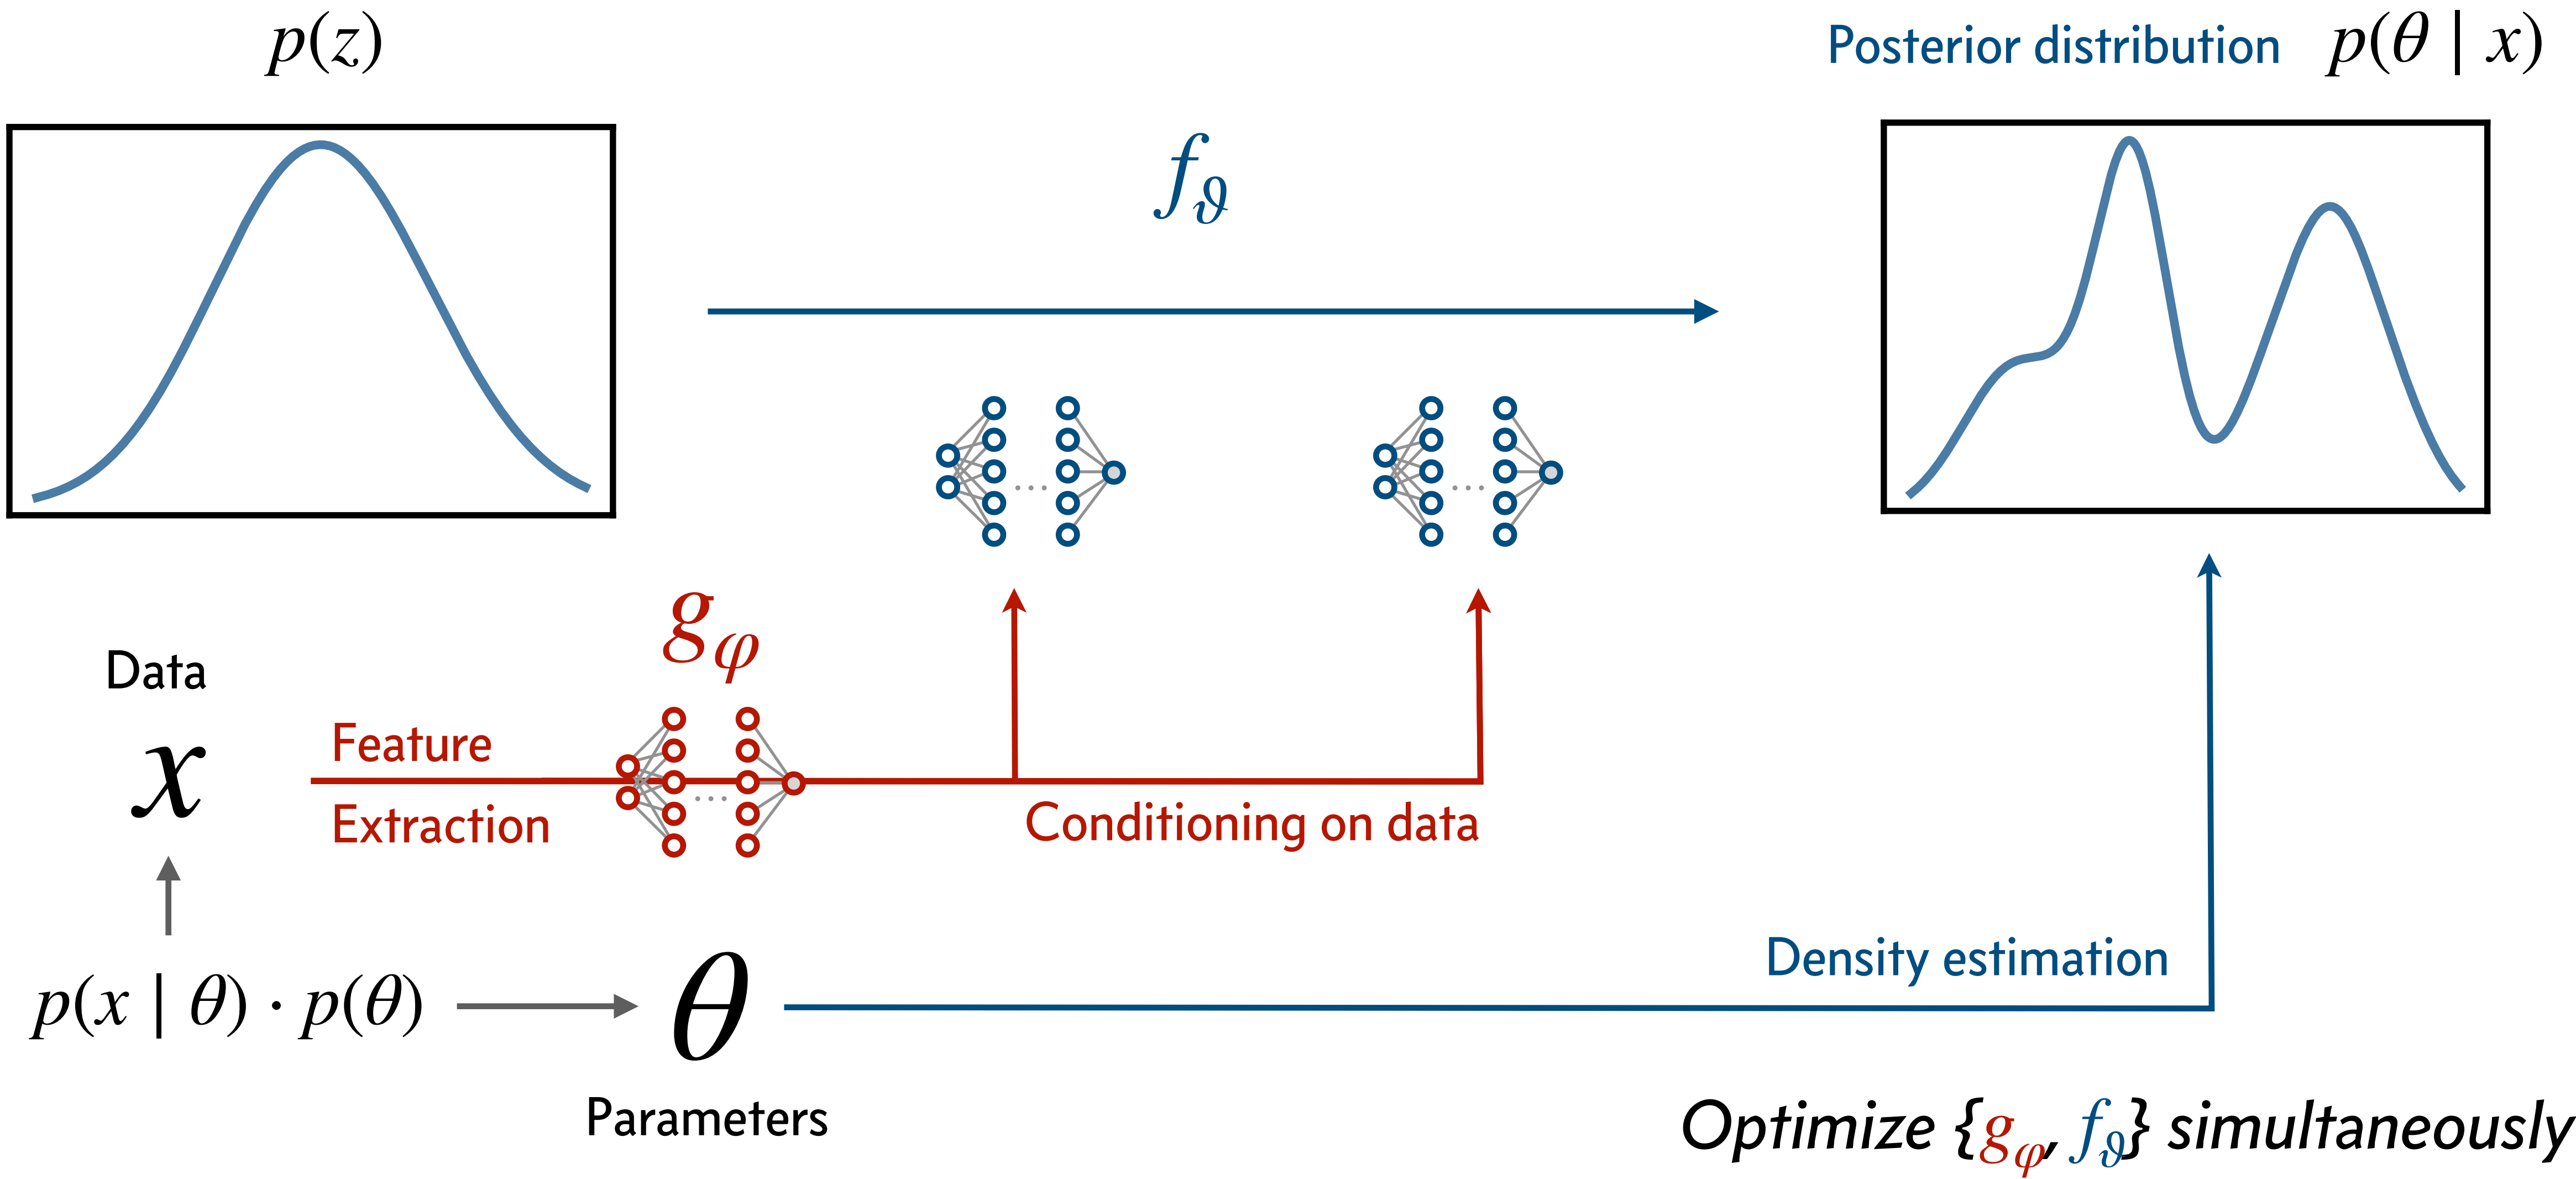 p(z)
Posterior distribution p(θ | x)
f_ϑ
g_φ
Data
x
Feature
Extraction
Conditioning on data
p(x | θ) · p(θ)
θ
Parameters
Density estimation
Optimize {g_φ, f_ϑ} simultaneously